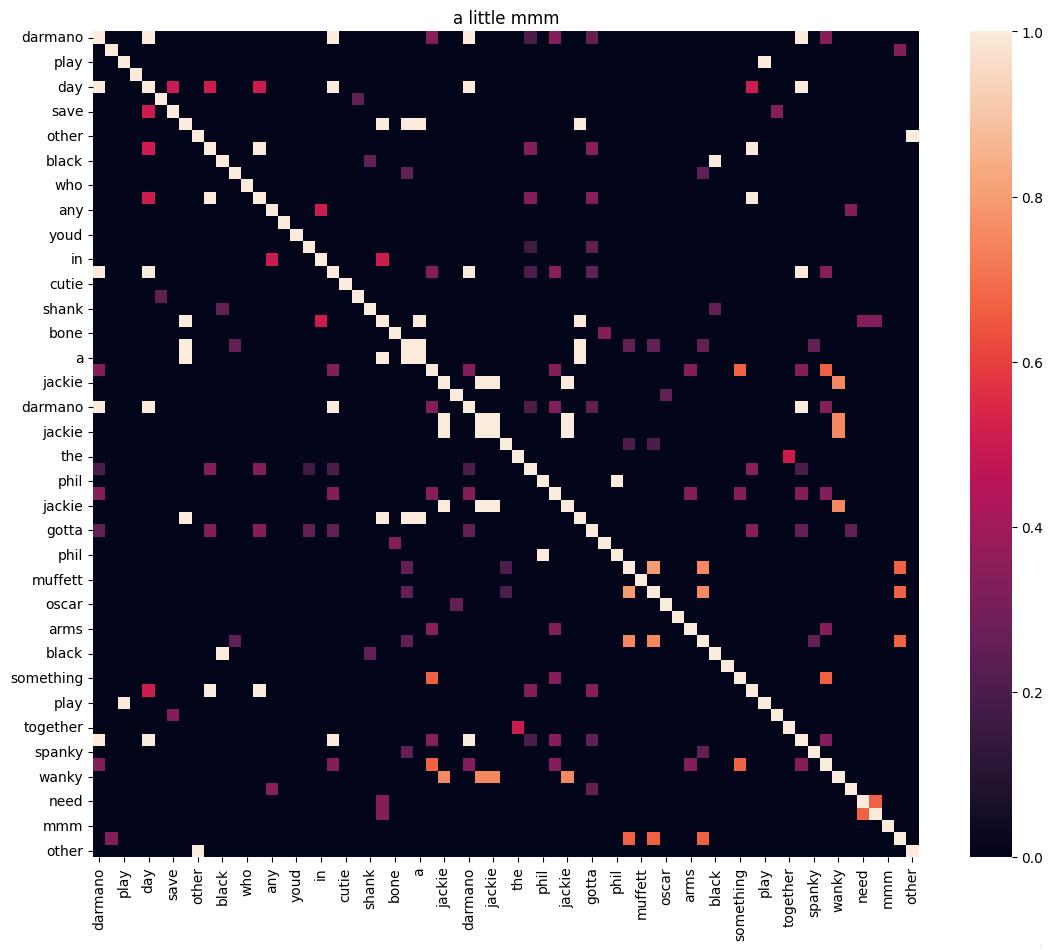 a little mmm
darmano
play
day
save
other
black
who
any
youd
in
cutie
shank
bone
a
jackie
darmano
jackie
the
phil
jackie
gotta
phil
muffett
oscar
arms
black
something
play
together
spanky
wanky
need
mmm
other
1.0
0.8
0.6
0.4
0.2
0.0
darmano
play
day
save
other
black
who
any
youd
in
cutie
shank
bone
a
jackie
darmano
jackie
the
phil
jackie
gotta
phil
muffett
oscar
arms
black
something
play
together
spanky
wanky
need
mmm
other